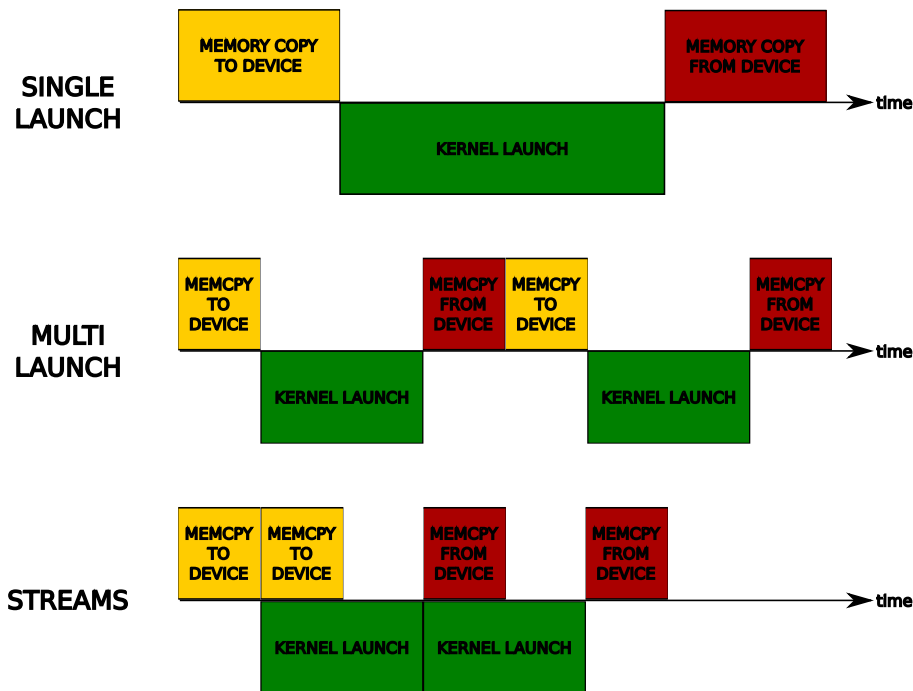 MEMORY COPY
TO DEVICE
MEMORY COPY
FROM DEVICE
SINGLE
LAUNCH
time
KERNEL LAUNCH
MEMCPY
TO
DEVICE
MEMCPY
FROM
DEVICE
MEMCPY
TO
DEVICE
MEMCPY
FROM
DEVICE
MULTI
LAUNCH
time
KERNEL LAUNCH
KERNEL LAUNCH
MEMCPY
TO
DEVICE
MEMCPY
TO
DEVICE
MEMCPY
FROM
DEVICE
MEMCPY
FROM
DEVICE
STREAMS
time
KERNEL LAUNCH
KERNEL LAUNCH